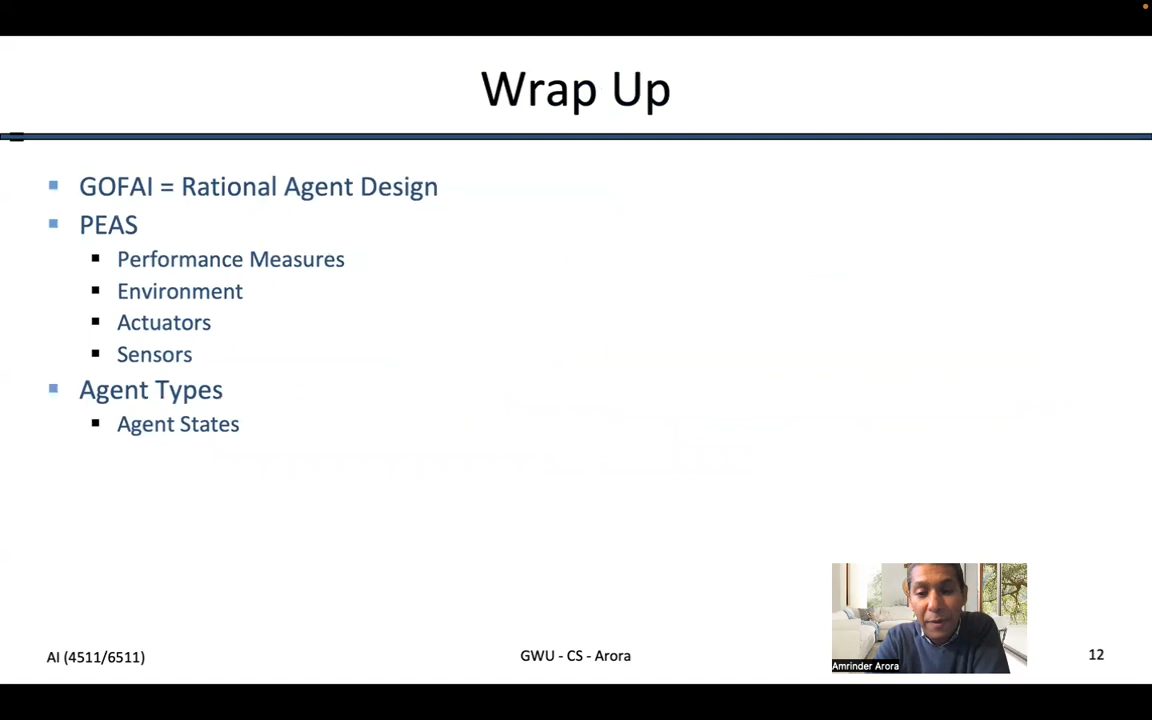 Wrap Up
GOFAI = Rational Agent Design
PEAS
Performance Measures
Environment
Actuators
Sensors
Agent Types
Agent States
Amrinder Arora
AI (4511/6511)
GWU - CS - Arora
12